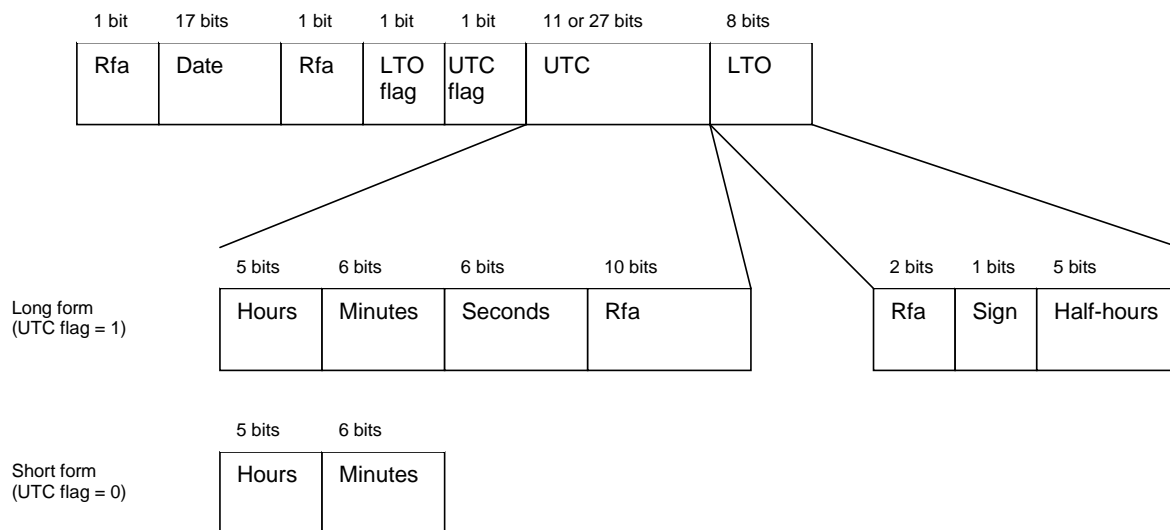 1 bit 17 bits 1 bit 1 bit 1 bit 11 or 27 bits 8 bits
Rfa Date Rfa LTO flag UTC flag UTC LTO
5 bits 6 bits 6 bits 10 bits 2 bits 1 bits 5 bits
Long form
(UTC flag = 1)
Hours Minutes Seconds Rfa Rfa Sign Half-hours
5 bits 6 bits
Short form
(UTC flag = 0)
Hours Minutes